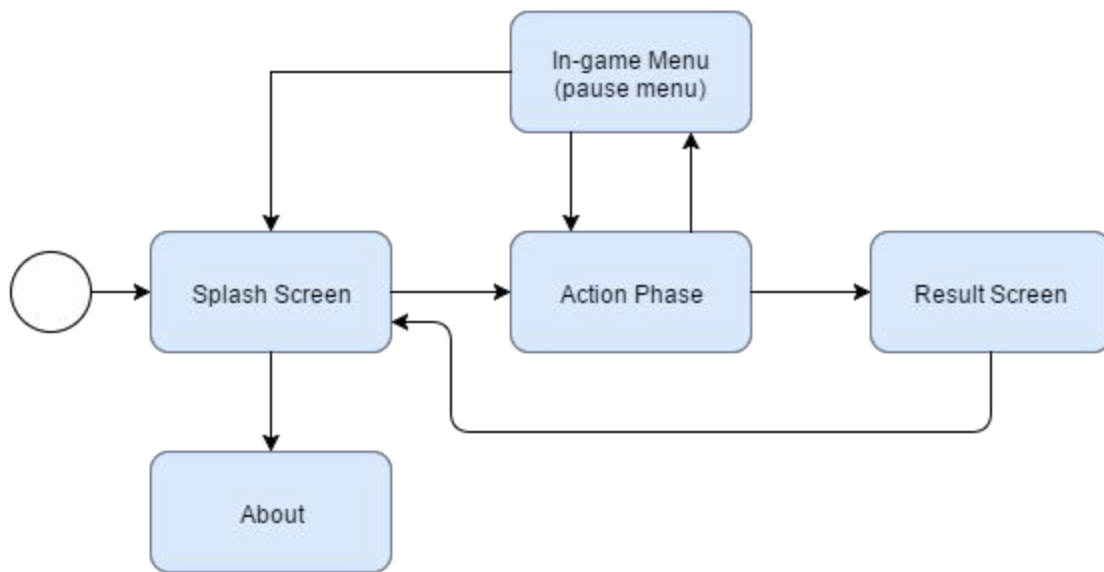 In-game Menu
(pause menu)
Splash Screen
Action Phase
Result Screen
About